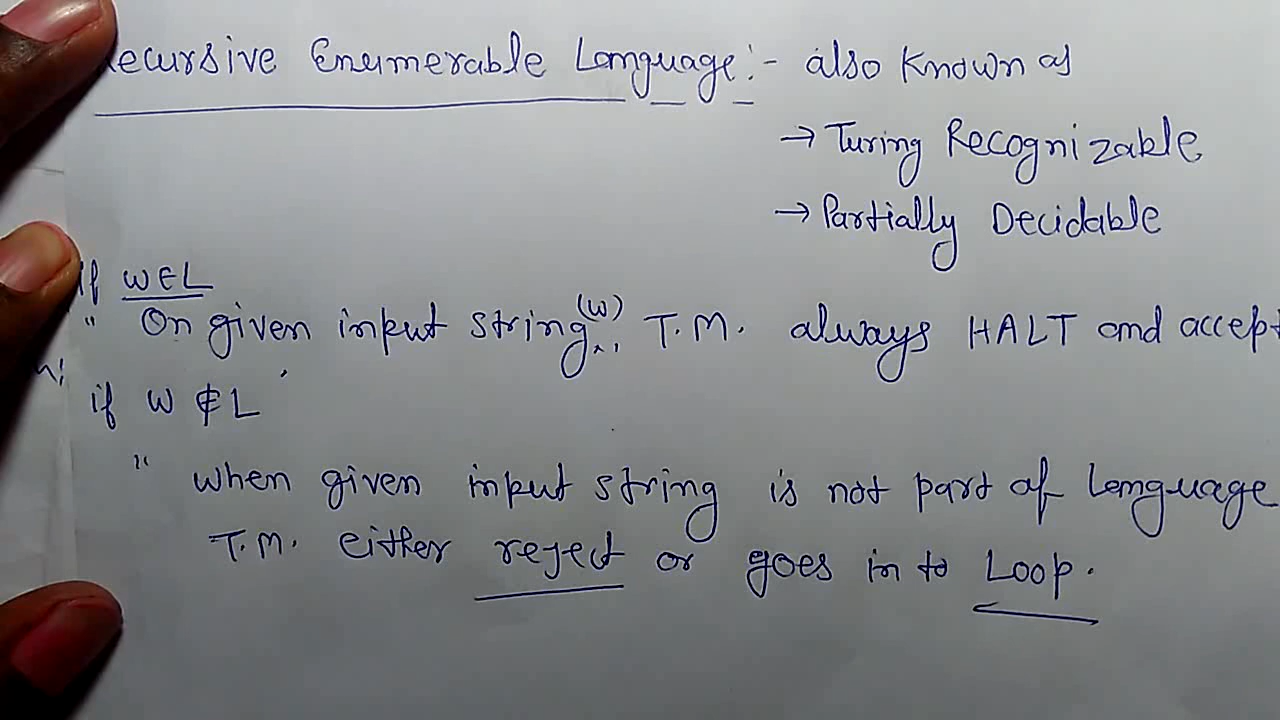 Recursive Enumerable Language :- also known as
→ Turing Recognizable
→ Partially Decidable
if w∈L
" On given input string (w) T.M. always HALT and accept
if w ∉ L
" when given input string is not part of language
T.M. either reject or goes in to Loop.